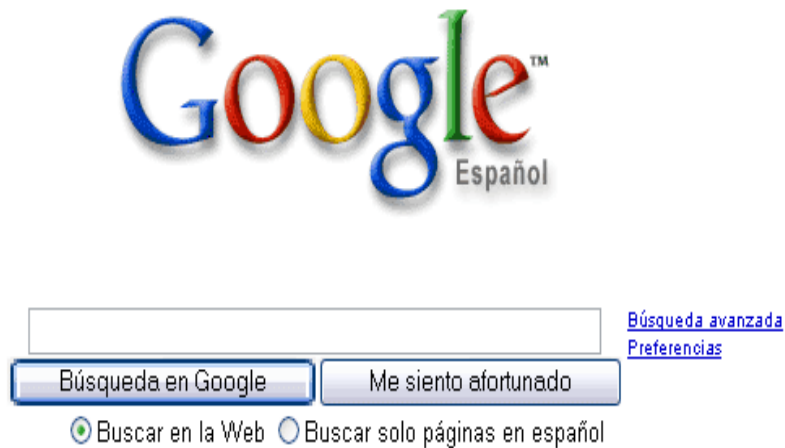 Google™
Español
Búsqueda avanzada
Preferencias
Búsqueda en Google Me siento afortunado
Buscar en la Web Buscar solo páginas en español